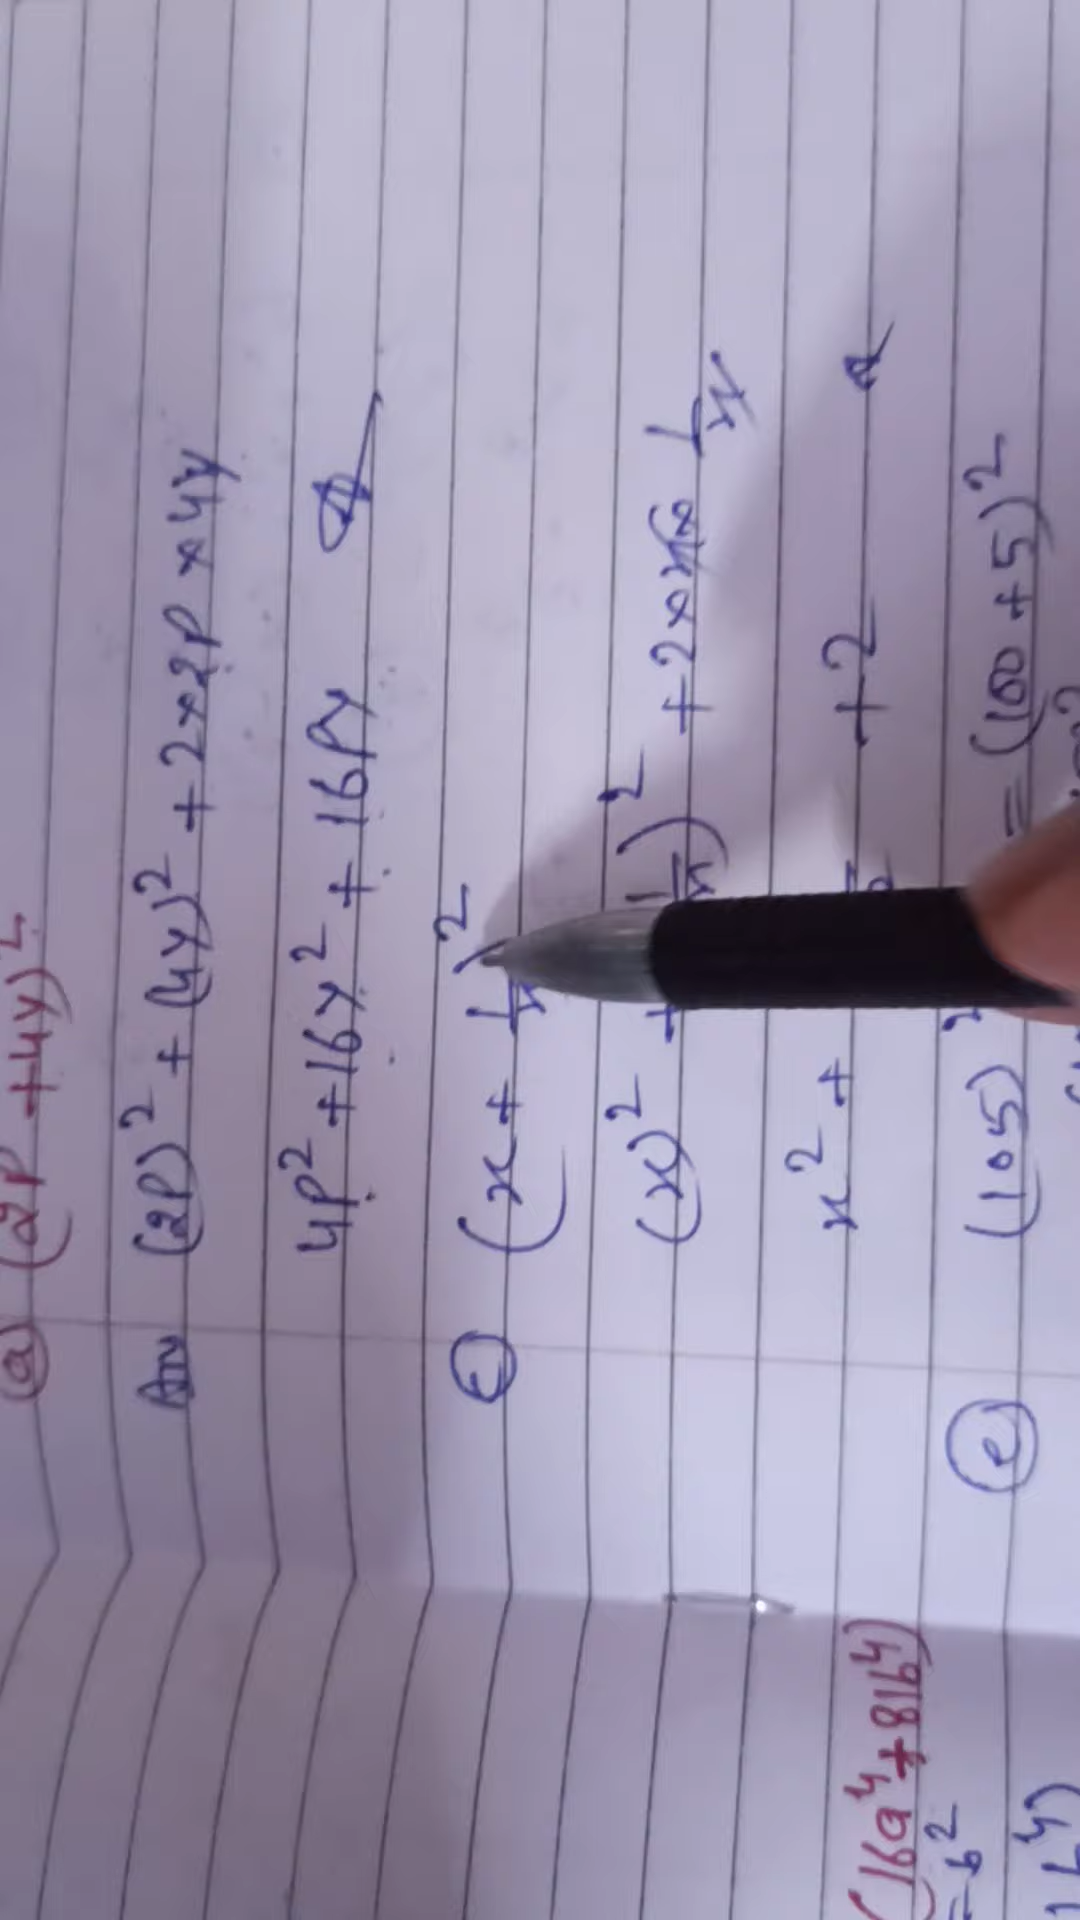 (a) (2P + 4y)²
Ans (2P)² + (4y)² + 2×2P × 4y
4P² + 16y² + 16Py
(x + 1/x)²
(x)² + 1/x)² + 2 × x × 1/x
x² + + 2
(e) (105)² = (100 + 5)²
(16a⁴ + 81b⁴)